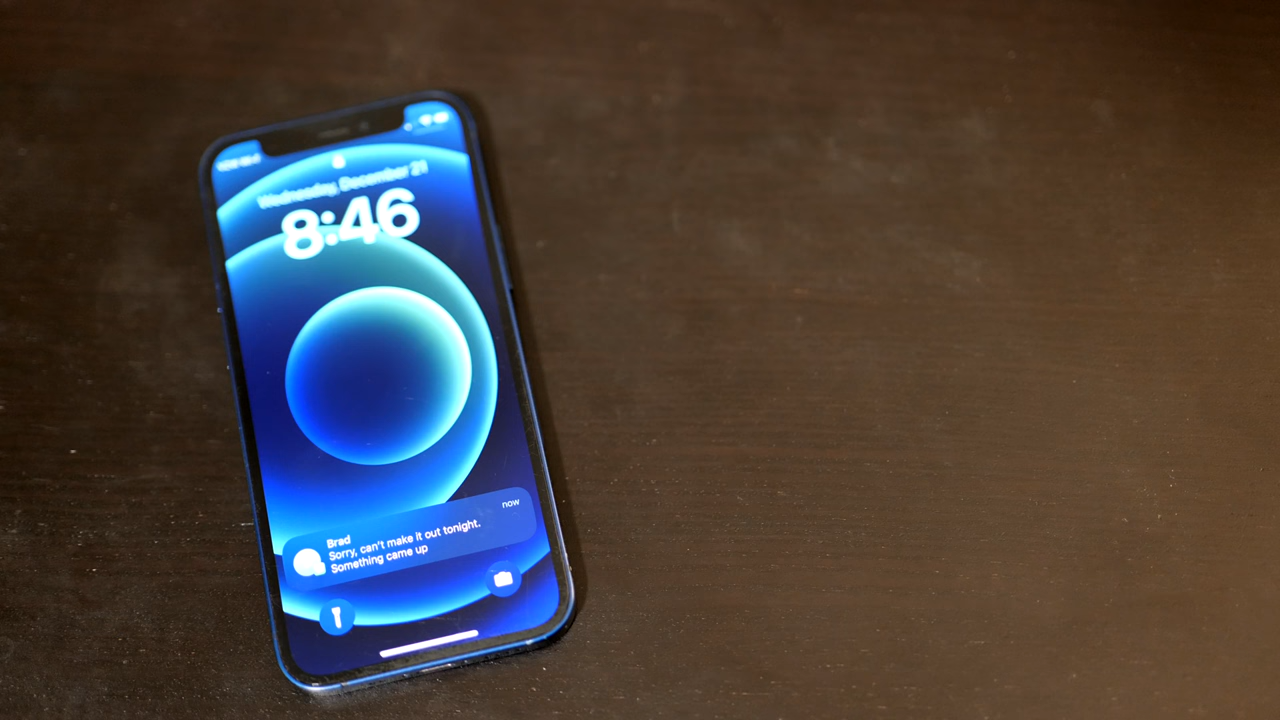 Wednesday, December 21
8:46
now
Brad
Sorry, can't make it out tonight.
Something came up